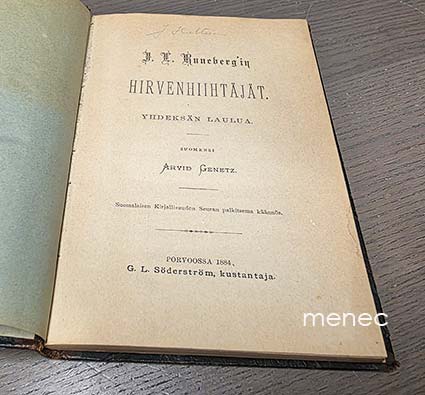 J. L. Runeberg'in
HIRVENHIIHTÄJÄT.
YHDEKSÄN LAULUA.
SUOMENSI
ARVID GENETZ.
Suomalaisen Kirjallisuuden Seuran palkitsema käännös.
PORVOOSSA 1884,
G. L. Söderström, kustantaja.
menec